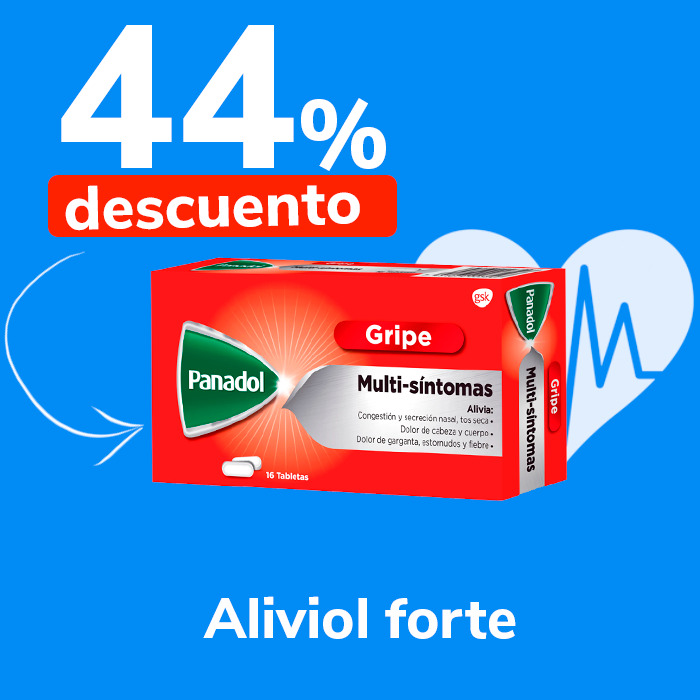 44%
descuento
gsk
Panadol
Gripe
Multi-síntomas
Alivia:
Congestión y secreción nasal, tos seca •
Dolor de cabeza y cuerpo •
Dolor de garganta, estornudos y fiebre •
16 Tabletas
Panadol
Gripe
Multi-síntomas
Aliviol forte